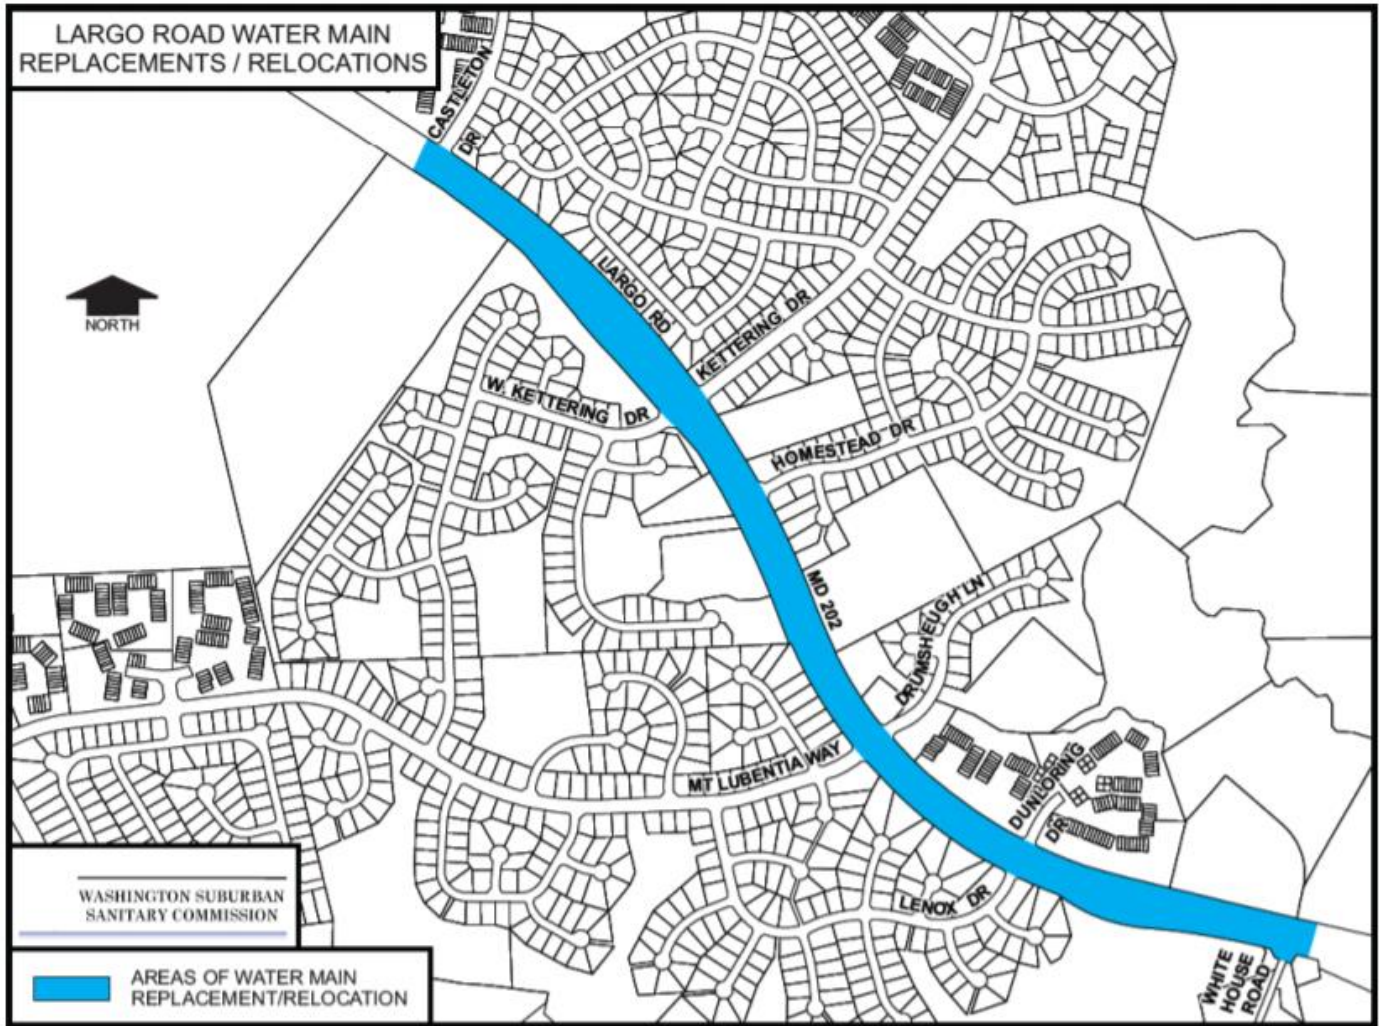 LARGO ROAD WATER MAIN
REPLACEMENTS / RELOCATIONS
CASTLETON
DR
NORTH
LARGO RD
KETTERING DR
W. KETTERING DR
HOMESTEAD DR
MD 202
DRUMSHEUGH LN
MT LUBENTIA WAY
DUNLORING
DR
LENOX DR
WHITE
HOUSE
ROAD
WASHINGTON SUBURBAN
SANITARY COMMISSION
AREAS OF WATER MAIN
REPLACEMENT/RELOCATION